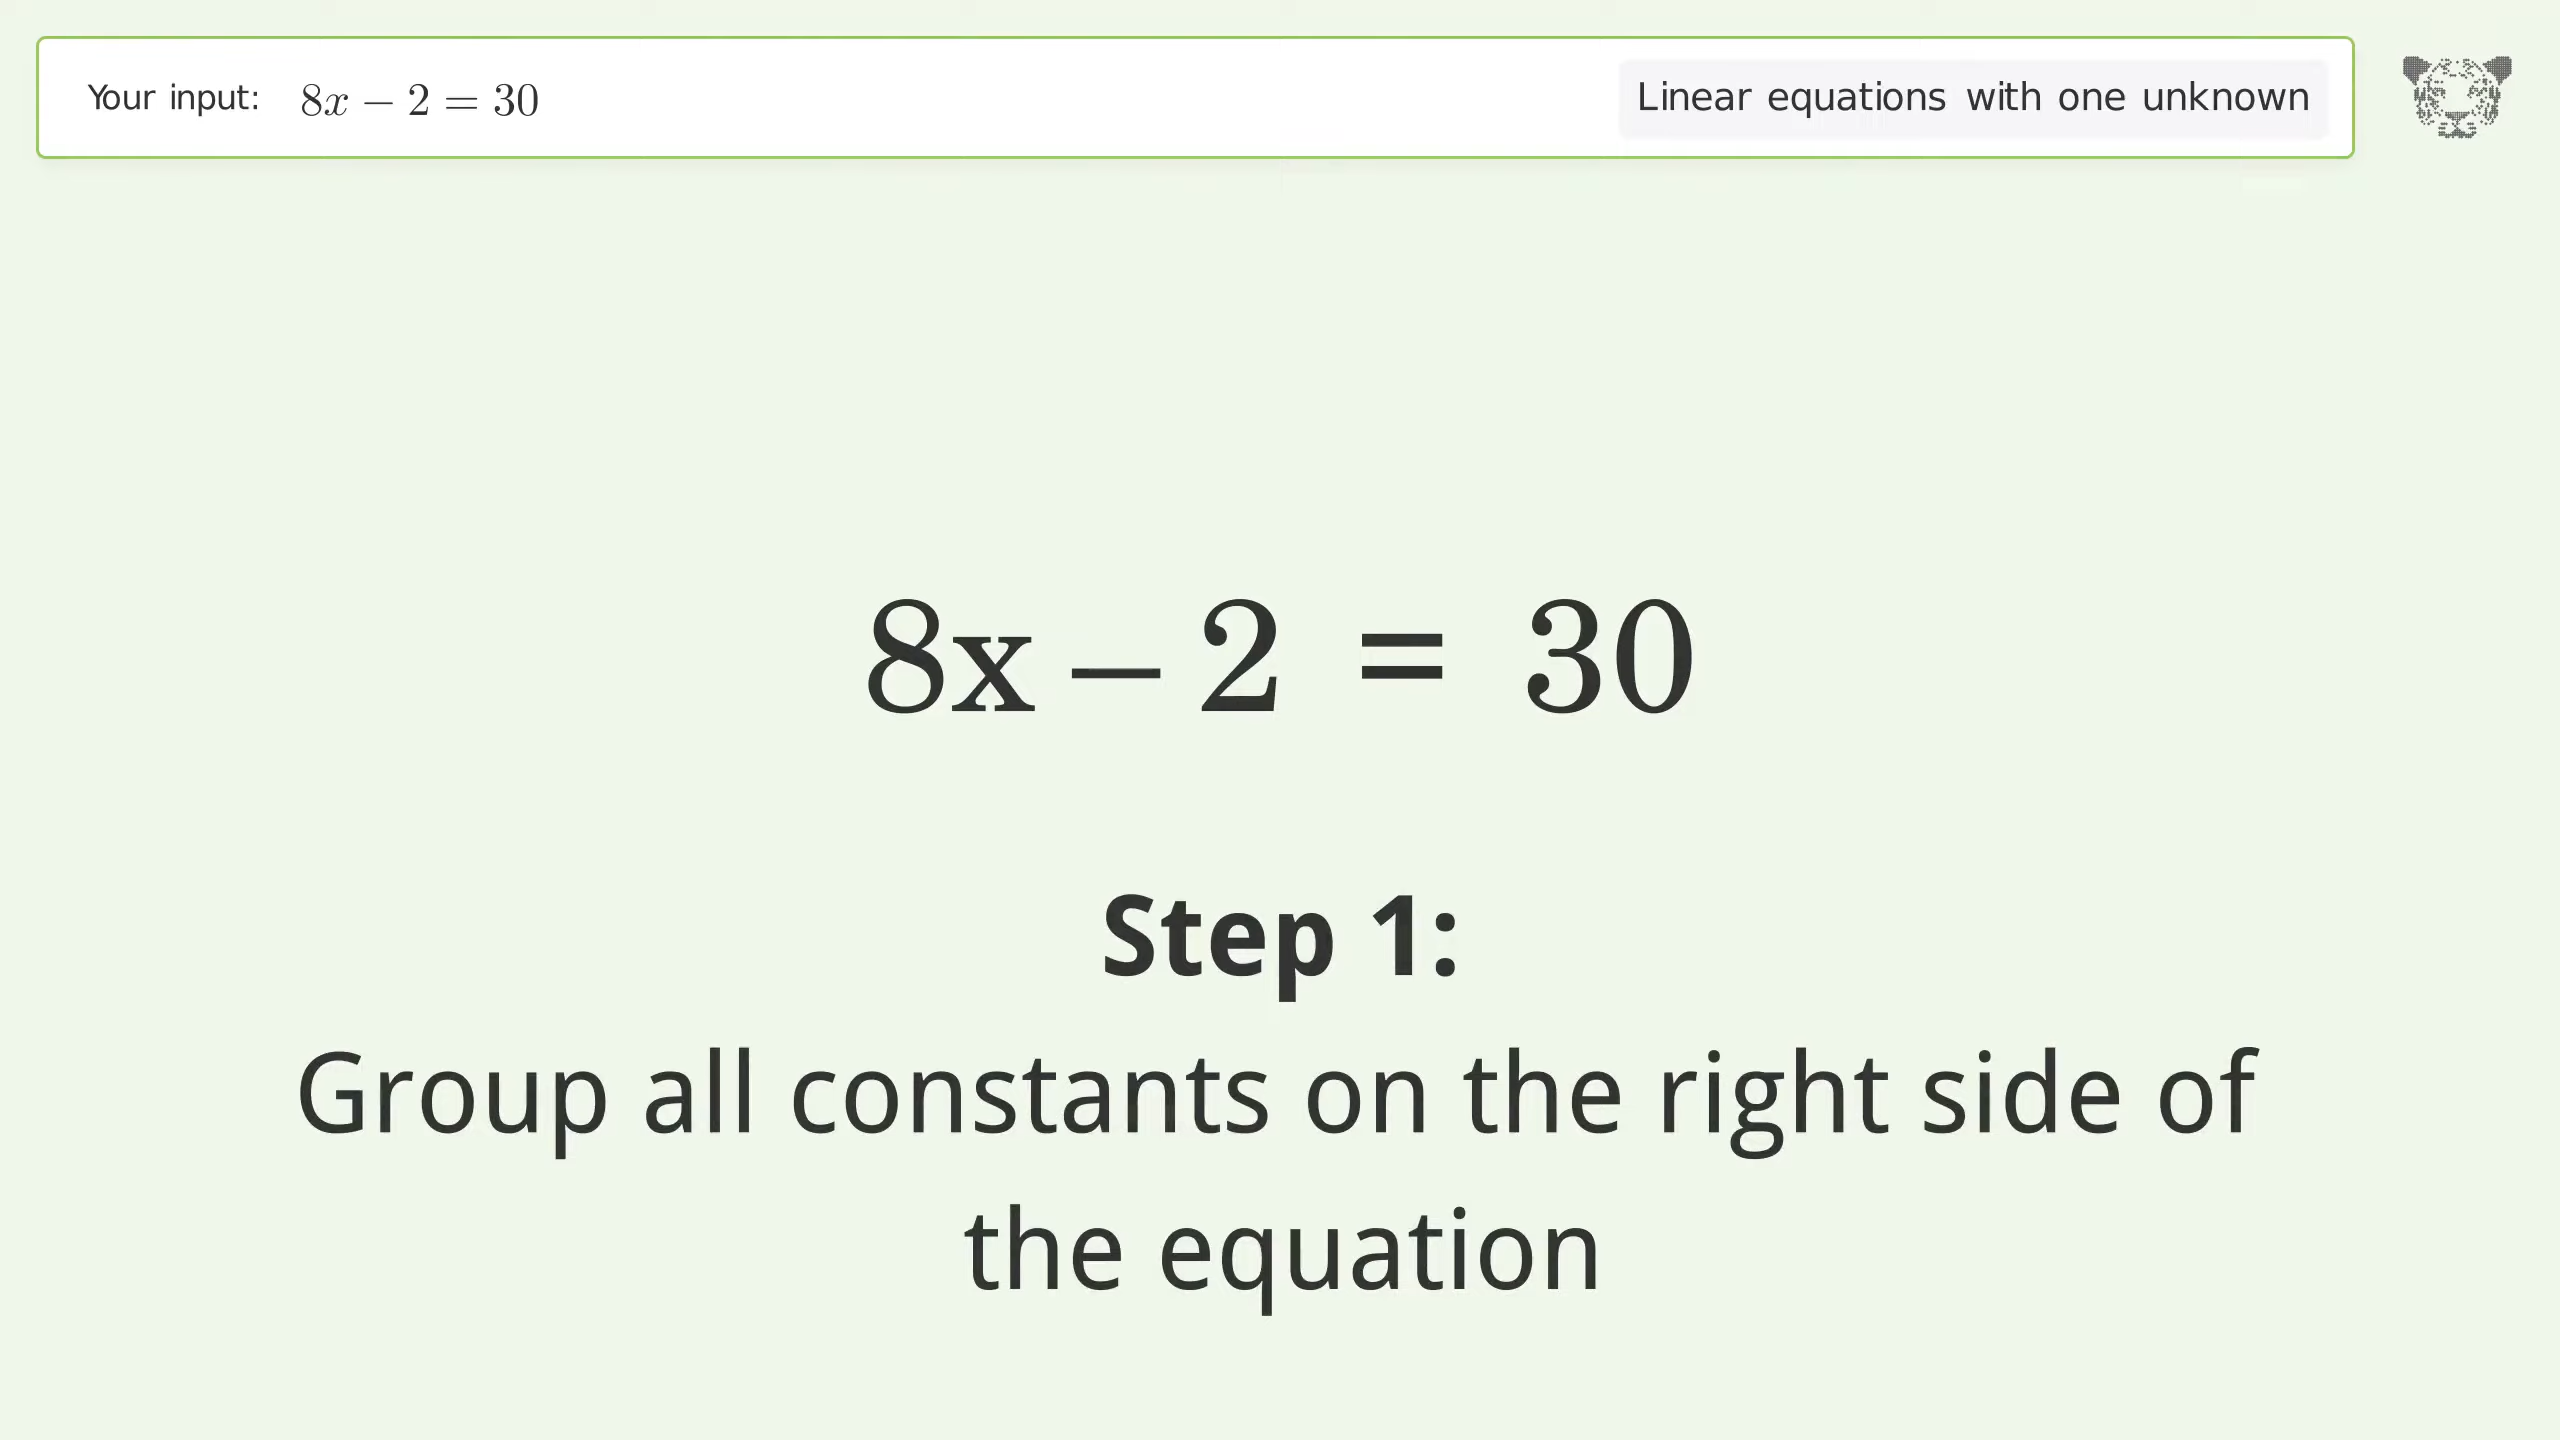 Your input: 8x − 2 = 30
Linear equations with one unknown
8x – 2 = 30
Step 1:
Group all constants on the right side of
the equation